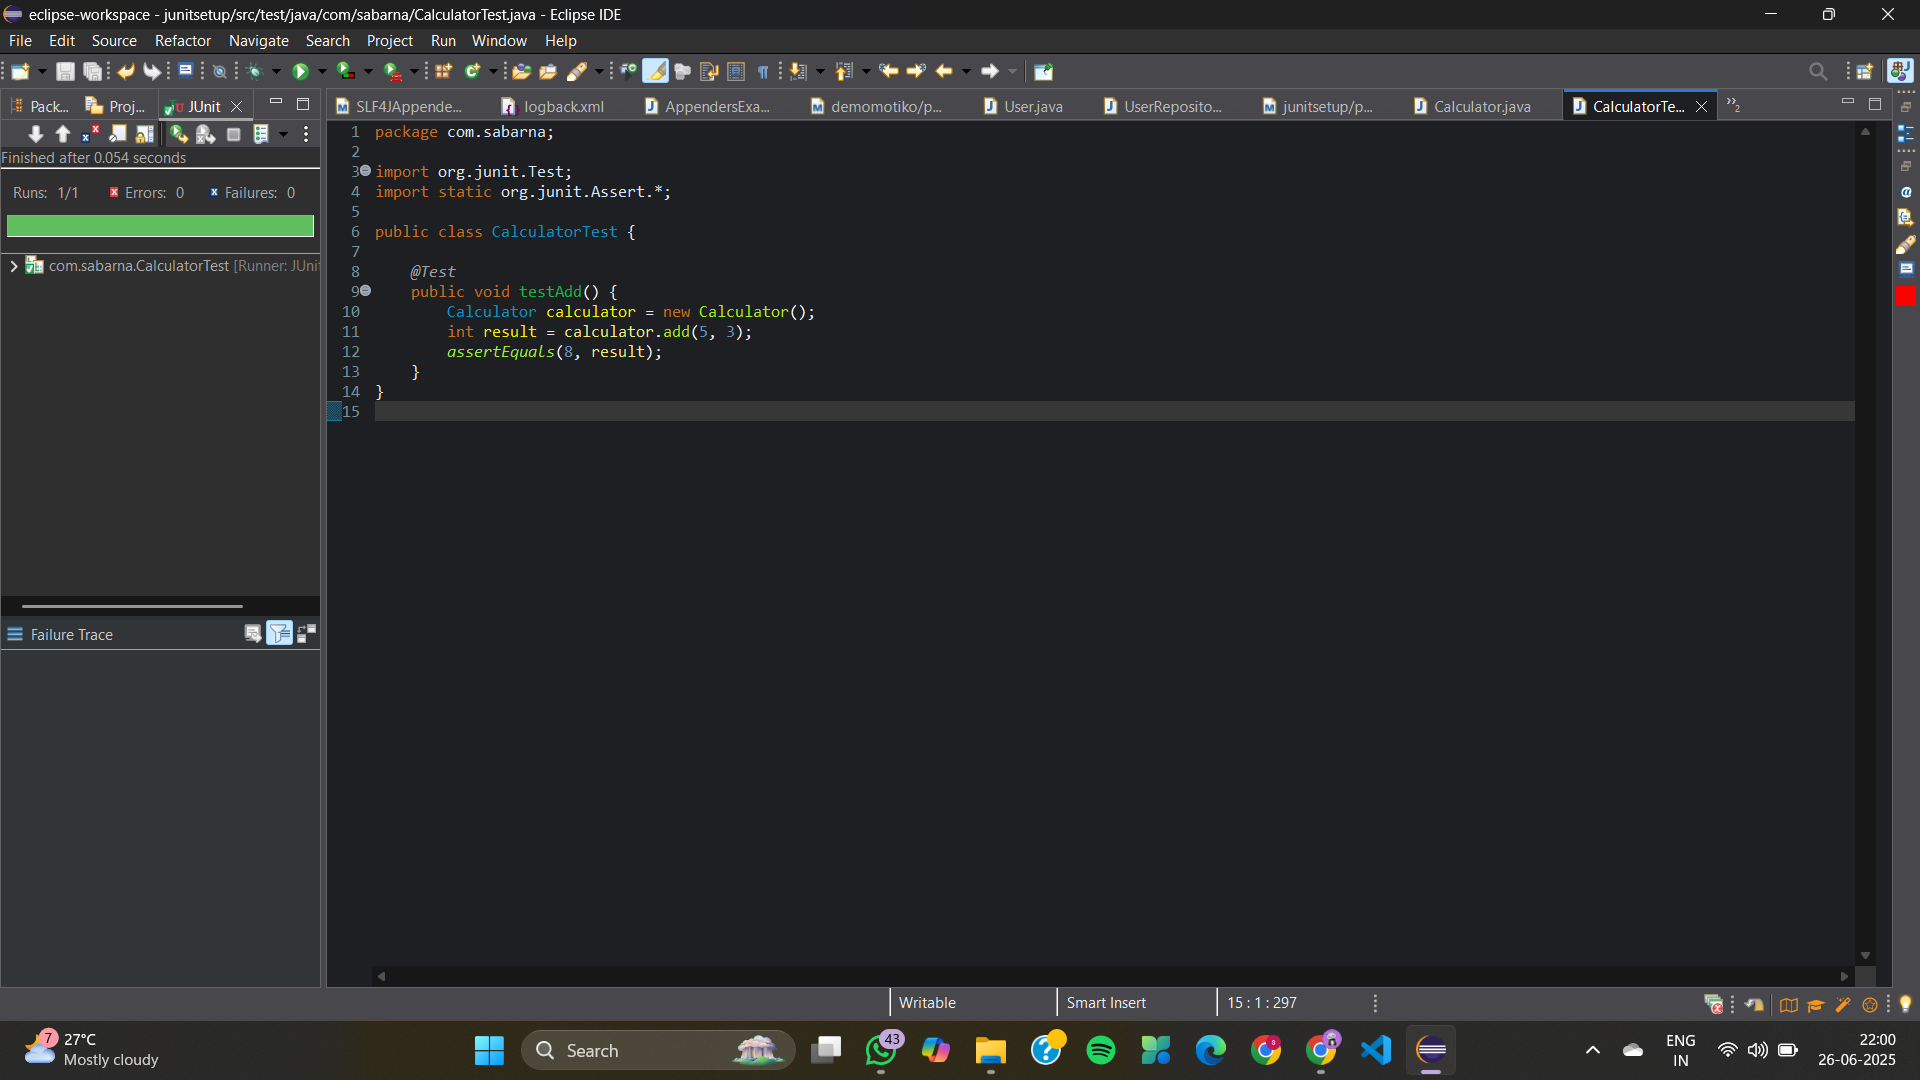 eclipse-workspace - junitsetup/src/test/java/com/sabarna/CalculatorTest.java - Eclipse IDE
File Edit Source Refactor Navigate Search Project Run Window Help
Pack... Proj... JUnit
SLF4JAppende... logback.xml AppendersExa... demomotiko/p... User.java UserReposito... junitsetup/p... Calculator.java CalculatorTe... »2
Finished after 0.054 seconds
Runs: 1/1 Errors: 0 Failures: 0
com.sabarna.CalculatorTest [Runner: JUni
Failure Trace
1 package com.sabarna;
2
3 import org.junit.Test;
4 import static org.junit.Assert.*;
5
6 public class CalculatorTest {
7
8 @Test
9 public void testAdd() {
10 Calculator calculator = new Calculator();
11 int result = calculator.add(5, 3);
12 assertEquals(8, result);
13 }
14 }
15
Writable Smart Insert 15 : 1 : 297
7
27°C
Mostly cloudy
Search
43
8
ENG
IN
22:00
26-06-2025